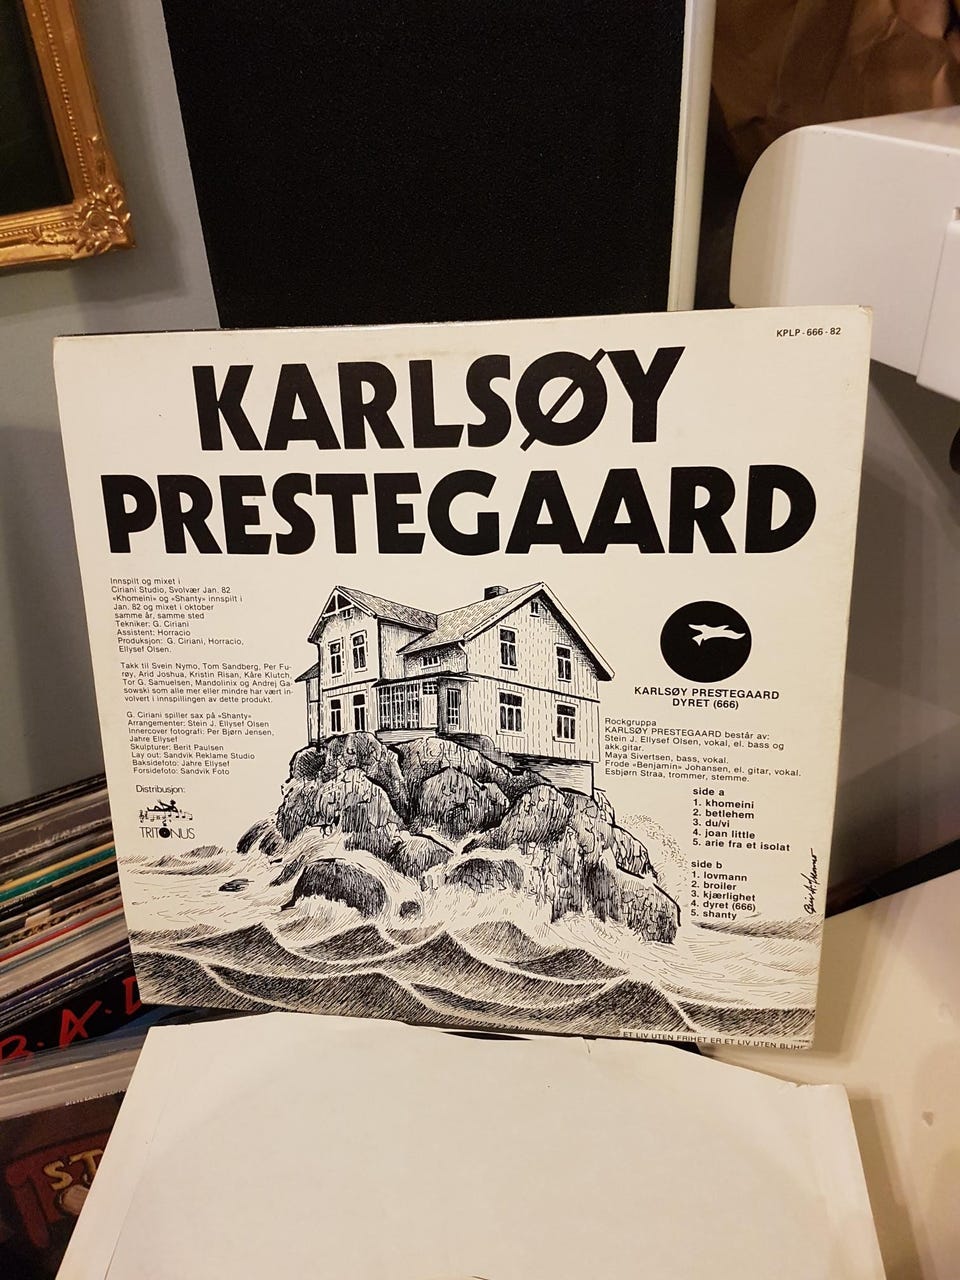 KPLP-666-82
KARLSØY
PRESTEGAARD
Innspilt og mixet i
Ciriani Studio, Svolvær Jan. 82
«Khomeini» og «Shanty» innspilt i
Jan. 82 og mixet i oktober
samme år, samme sted
Tekniker: G. Ciriani
Assistent: Horracio
Produksjon: G. Ciriani, Horracio,
Ellysef Olsen.
Takk til Svein Nymo, Tom Sandberg, Per Fu-
røy, Arid Joshua, Kristin Risan, Kåre Klutch,
Tor G. Samuelsen, Mandolinix og Andrej Ga-
sowski som alle mer eller mindre har vært in-
volvert i innspillingen av dette produkt.
G. Ciriani spiller sax på «Shanty»
Arrangementer: Stein J. Ellysef Olsen
Innercover fotografi: Per Bjørn Jensen,
Jahre Ellysef
Skulpturer: Berit Paulsen
Lay out: Sandvik Reklame Studio
Baksidefoto: Jahre Ellysef
Forsidefoto: Sandvik Foto
Distribusjon:
TRITONUS
KARLSØY PRESTEGAARD
DYRET (666)
Rockgruppa
KARLSØY PRESTEGAARD består av:
Stein J. Ellysef Olsen, vokal, el. bass og
akk.gitar.
Maya Sivertsen, bass, vokal.
Frode «Benjamin» Johansen, el. gitar, vokal.
Esbjørn Straa, trommer, stemme.
side a
1. khomeini
2. betlehem
3. du/vi
4. joan little
5. arie fra et isolat
side b
1. lovmann
2. broiler
3. kjærlighet
4. dyret (666)
5. shanty
ET LIV UTEN FRIHET ER ET LIV UTEN
B.A.D
STEVE EARLE
ST